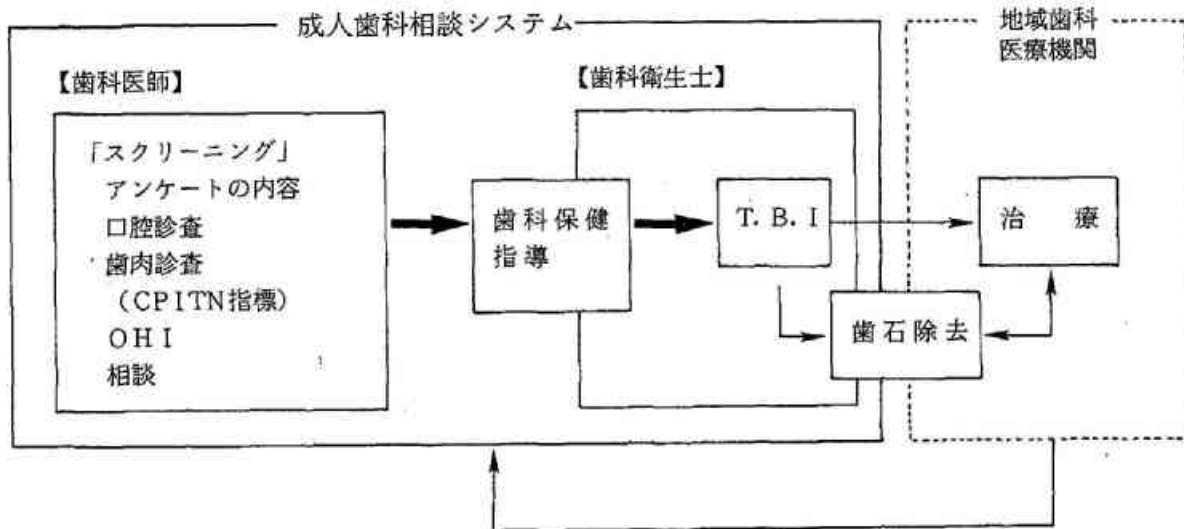 成人歯科相談システム
地域歯科
医療機関
【歯科医師】
【歯科衛生士】
「スクリーニング」
アンケートの内容
口腔診査
歯肉診査
（CPITN指標）
OHI
相談
歯科保健
指導
T. B. I
治療
歯石除去